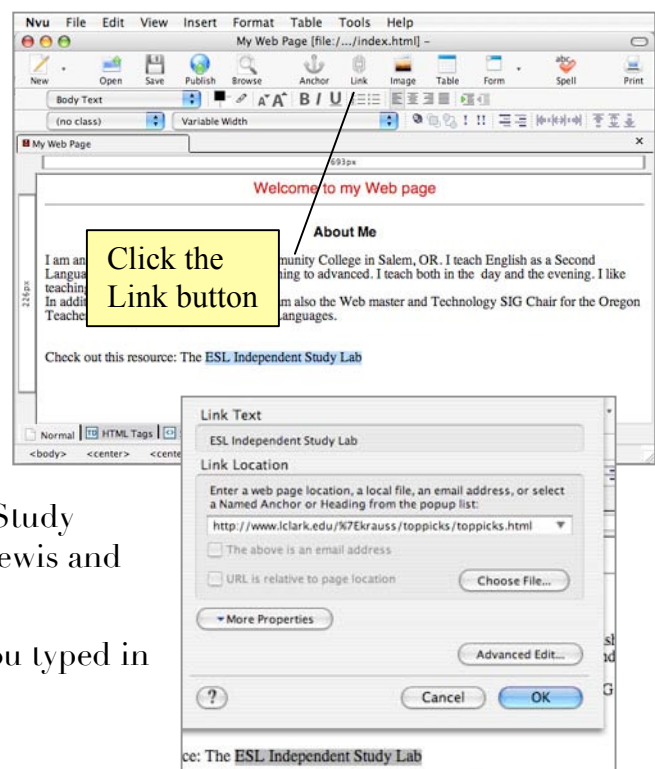 Nvu File Edit View Insert Format Table Tools Help
My Web Page [file:/.../index.html] –
New Open Save Publish Browse Anchor Link Image Table Form Spell Print
Body Text
(no class) Variable Width
My Web Page
693px
226px
Welcome to my Web page
About Me
I am an munity College in Salem, OR. I teach English as a Second
Langua ning to advanced. I teach both in the day and the evening. I like
teaching
In additi m also the Web master and Technology SIG Chair for the Oregon
Teache Languages.
Click the
Link button
Check out this resource: The ESL Independent Study Lab
Normal HTML Tags
<body> <center> <cente
Link Text
ESL Independent Study Lab
Link Location
Enter a web page location, a local file, an email address, or select
a Named Anchor or Heading from the popup list:
http://www.lclark.edu/%7Ekrauss/toppicks/toppicks.html
The above is an email address
URL is relative to page location Choose File...
More Properties
Advanced Edit...
? Cancel OK
ce: The ESL Independent Study Lab
Study
ewis and
ou typed in